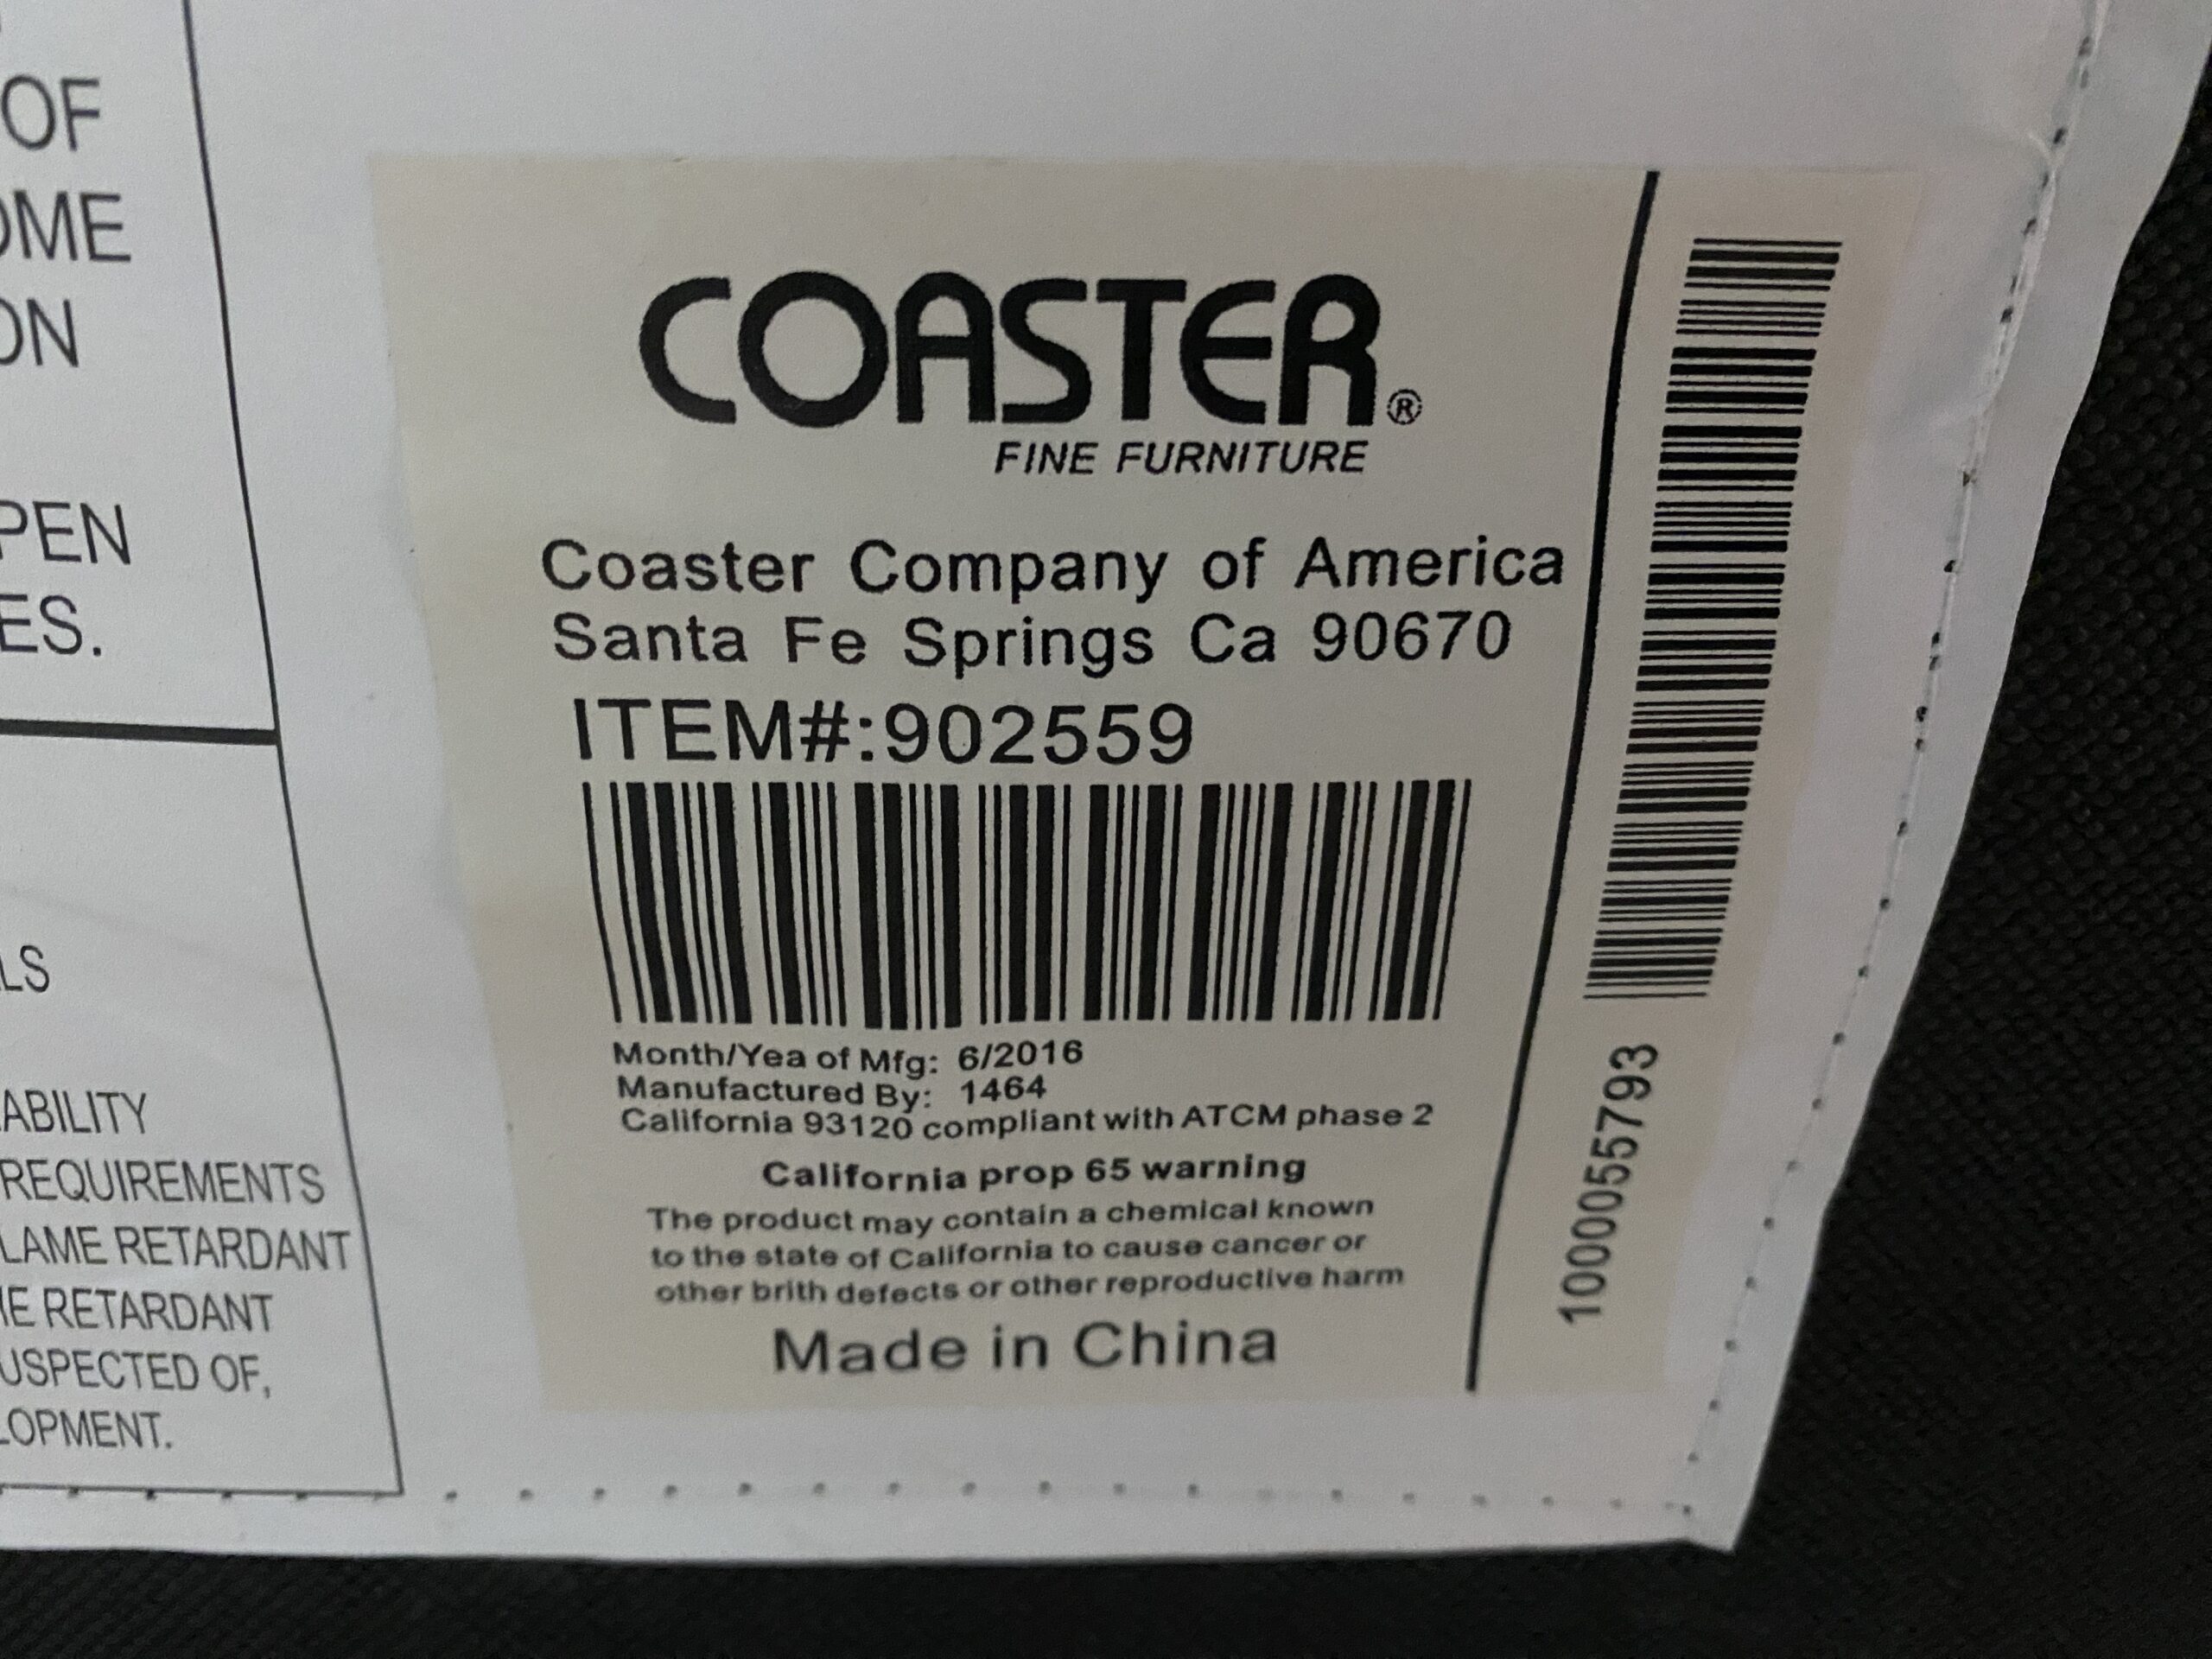 OF
OME
ON
PEN
ES.
LS
ABILITY
REQUIREMENTS
LAME RETARDANT
E RETARDANT
USPECTED OF,
LOPMENT.
COASTER®
FINE FURNITURE
Coaster Company of America
Santa Fe Springs Ca 90670
ITEM#:902559
Month/Yea of Mfg: 6/2016
Manufactured By: 1464
California 93120 compliant with ATCM phase 2
California prop 65 warning
The product may contain a chemical known
to the state of California to cause cancer or
other brith defects or other reproductive harm
Made in China
1000055793